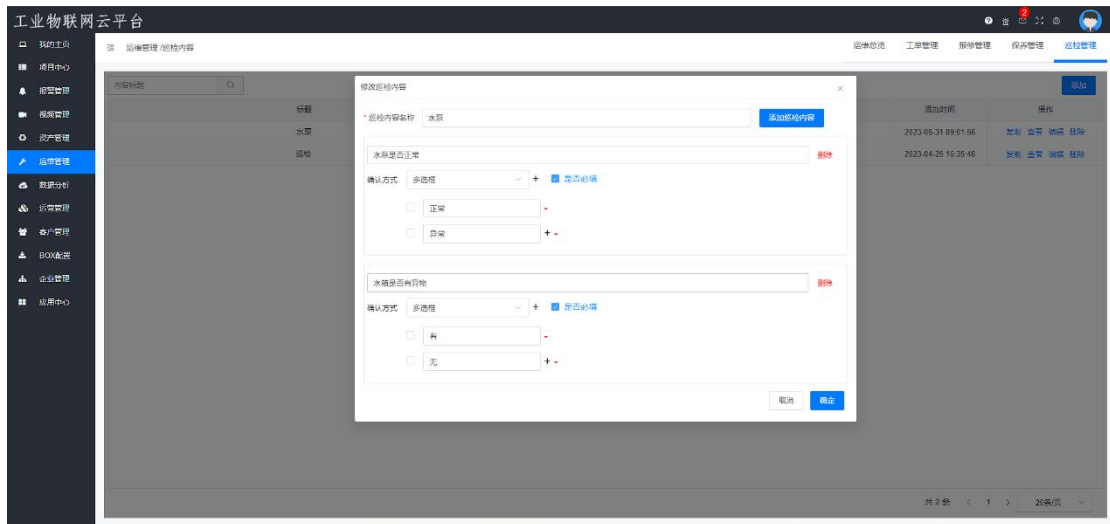 工业物联网云平台
2
我的主页
运维管理 /巡检内容
运维总览 工单管理 报修管理 保养管理 巡检管理
项目中心
报警管理
视频管理
资产管理
运维管理
数据分析
运营管理
客户管理
BOX配置
企业管理
应用中心
内容标题
添加
标题 添加时间 操作
水泵 2023-05-31 09:01:56 复制 查看 编辑 删除
巡检 2023-04-25 16:35:46 复制 查看 编辑 删除
修改巡检内容 ×
* 巡检内容名称 水泵 添加巡检内容
水泵是否正常 删除
确认方式 多选框 + 是否必填
正常 -
异常 + -
水箱是否有异物 删除
确认方式 多选框 + 是否必填
有 -
无 + -
取消 确定
共 2 条 < 1 > 20条/页